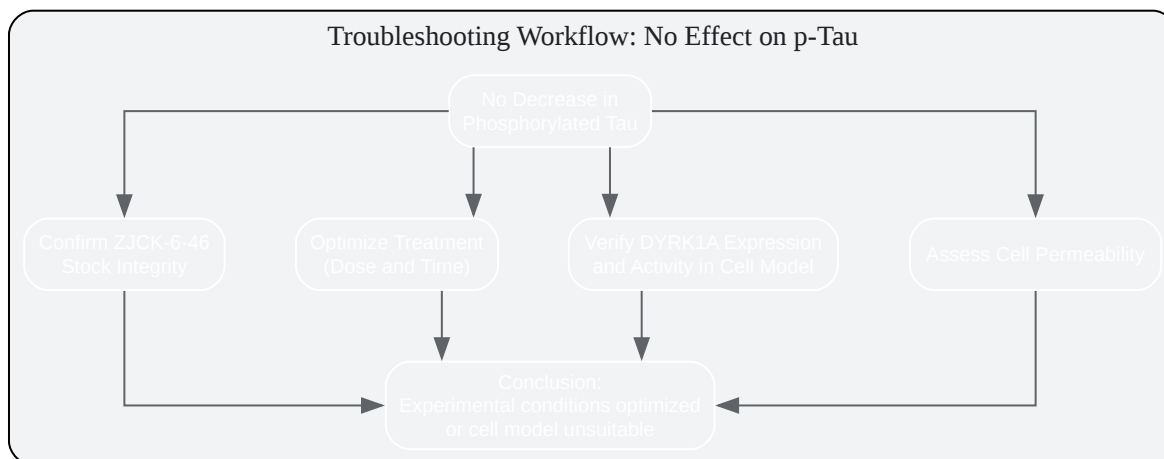 Troubleshooting Workflow: No Effect on p-Tau
No Decrease in
Phosphorylated Tau
Confirm ZJCK-6-46
Stock Integrity
Optimize Treatment
(Dose and Time)
Verify DYRK1A Expression
and Activity in Cell Model
Assess Cell Permeability
Conclusion:
Experimental conditions optimized
or cell model unsuitable